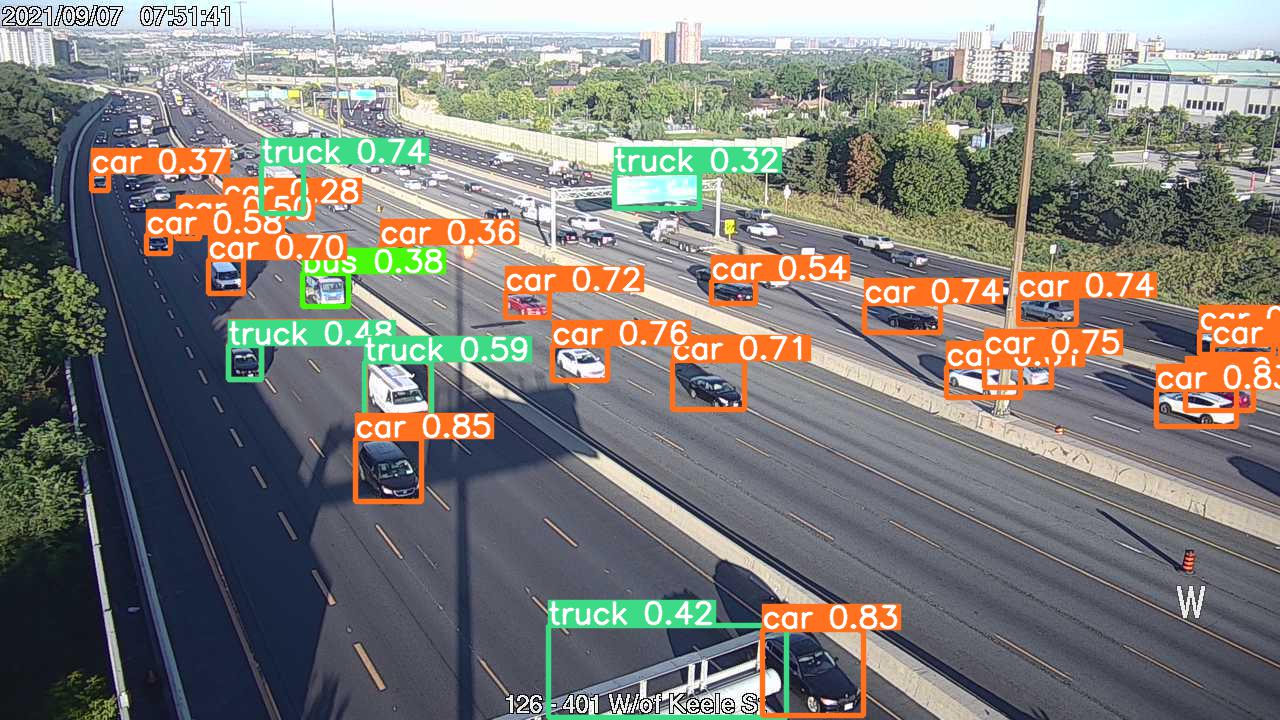 2021/09/07 07:51:41
car 0.37
truck 0.74
truck 0.32
car 0.28
car 0.58
car 0.70
car 0.36
bus 0.38
car 0.72
car 0.54
car 0.74
car 0.74
truck 0.48
truck 0.59
car 0.76
car 0.71
car 0.75
car 0.85
truck 0.42
car 0.83
W
126 - 401 W/of Keele St